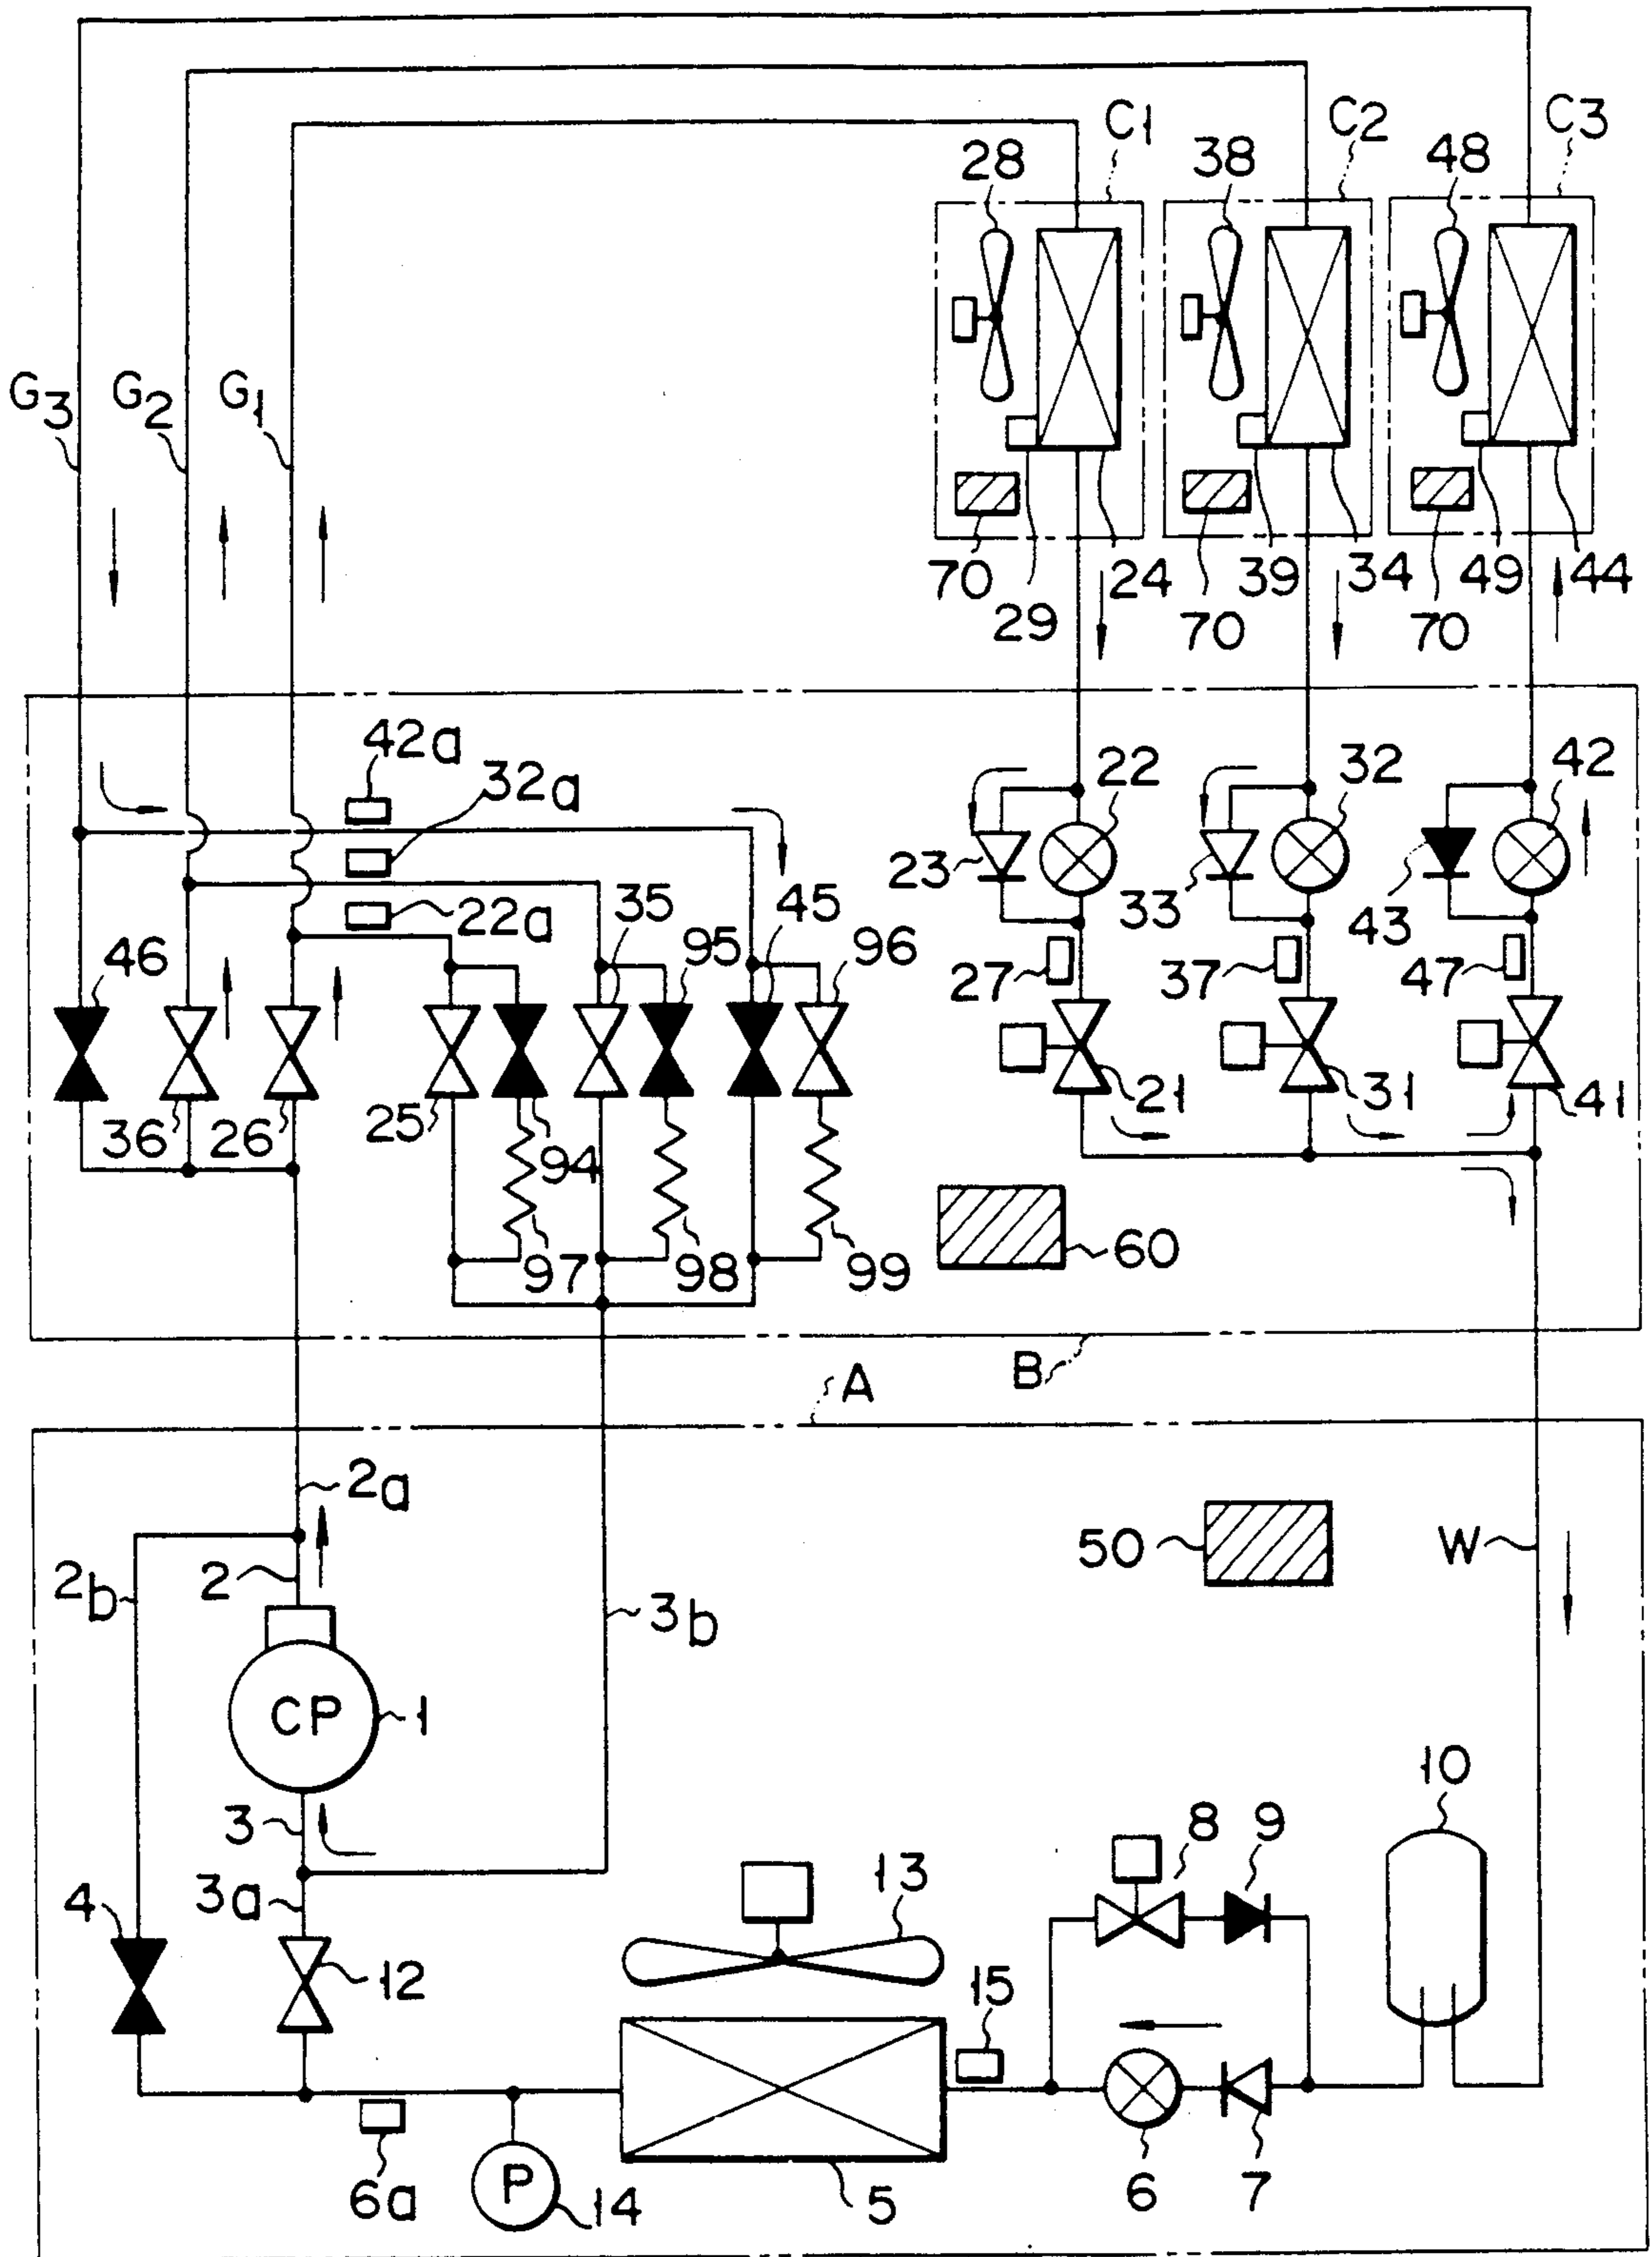 C1 C2 C3
28 38 48
G3 G2 G1
70 29 24 70 39 34 70 49 44
42a
32a
22a
22 32 42
23 33 43
46 35 45 95 96
27 37 47
36 26 25 94 21 31 41
97 98 99 60
B
A
2a
50 W
2b 2
3b
CP 1
10
3
8 9
4 3a 13
12 15
6a P 14 5 6 7